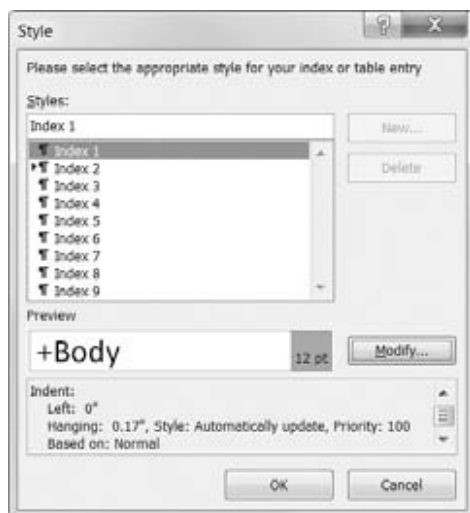 Style
Please select the appropriate style for your index or table entry
Styles:
Index 1
New...
¶ Index 1
Delete
¶ Index 2
¶ Index 3
¶ Index 4
¶ Index 5
¶ Index 6
¶ Index 7
¶ Index 8
¶ Index 9
Preview
+Body
12 pt
Modify...
Indent:
Left: 0"
Hanging: 0.17", Style: Automatically update, Priority: 100
Based on: Normal
OK
Cancel